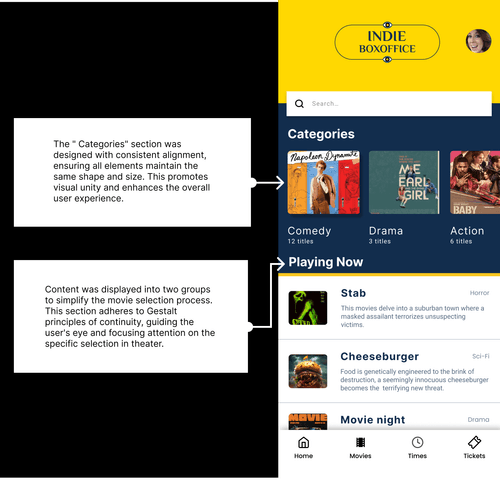 INDIE
BOXOFFICE
Search..
Categories
The " Categories" section was
designed with consistent alignment,
ensuring all elements maintain the
same shape and size. This promotes
visual unity and enhances the overall
user experience.
Napoleon Dynamite
ME
EARL
GIRL
BABY
Comedy
12 titles
Drama
3 titles
Action
6 titles
Playing Now
Content was displayed into two groups
to simplify the movie selection process.
This section adheres to Gestalt
principles of continuity, guiding the
user's eye and focusing attention on the
specific selection in theater.
Stab
Horror
This movies delve into a suburban town where a
masked assailant terrorizes unsuspecting
victims.
Cheeseburger
Sci-Fi
Food is genetically engineered to the brink of
destruction, a seemingly innocuous cheeseburger
becomes the terrifying new threat.
MOVIE
Movie night
Drama
Home
Movies
Times
Tickets